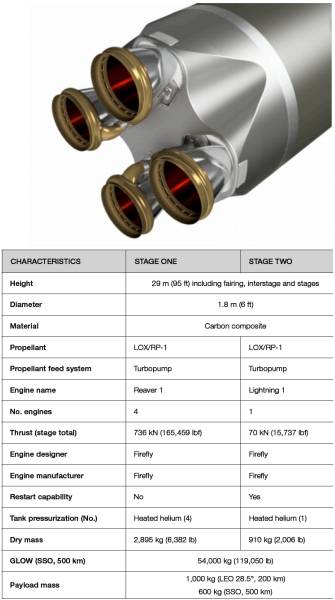 CHARACTERISTICS STAGE ONE STAGE TWO
Height 29 m (95 ft) including fairing, interstage and stages
Diameter 1.8 m (6 ft)
Material Carbon composite
Propellant LOX/RP-1 LOX/RP-1
Propellant feed system Turbopump Turbopump
Engine name Reaver 1 Lightning 1
No. engines 4 1
Thrust (stage total) 736 kN (165,459 lbf) 70 kN (15,737 lbf)
Engine designer Firefly Firefly
Engine manufacturer Firefly Firefly
Restart capability No Yes
Tank pressurization (No.) Heated helium (4) Heated helium (1)
Dry mass 2,895 kg (6,382 lb) 910 kg (2,006 lb)
GLOW (SSO, 500 km) 54,000 kg (119,050 lb)
Payload mass 1,000 kg (LEO 28.5°, 200 km)
600 kg (SSO, 500 km)